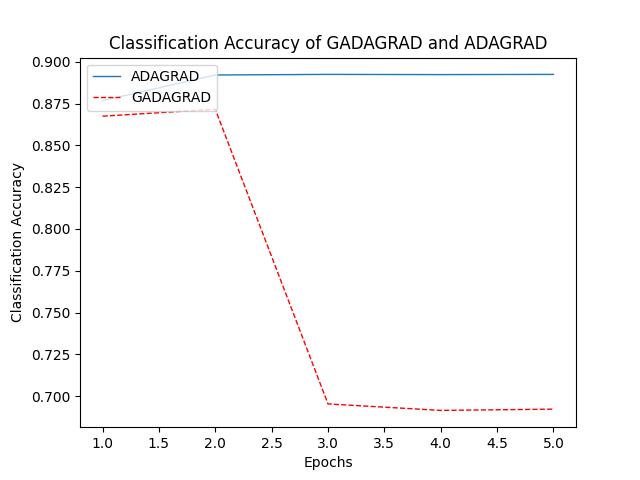 Classification Accuracy of GADAGRAD and ADAGRAD
0.900
0.875
0.850
0.825
0.800
0.775
0.750
0.725
0.700
Classification Accuracy
ADAGRAD
GADAGRAD
1.0 1.5 2.0 2.5 3.0 3.5 4.0 4.5 5.0
Epochs